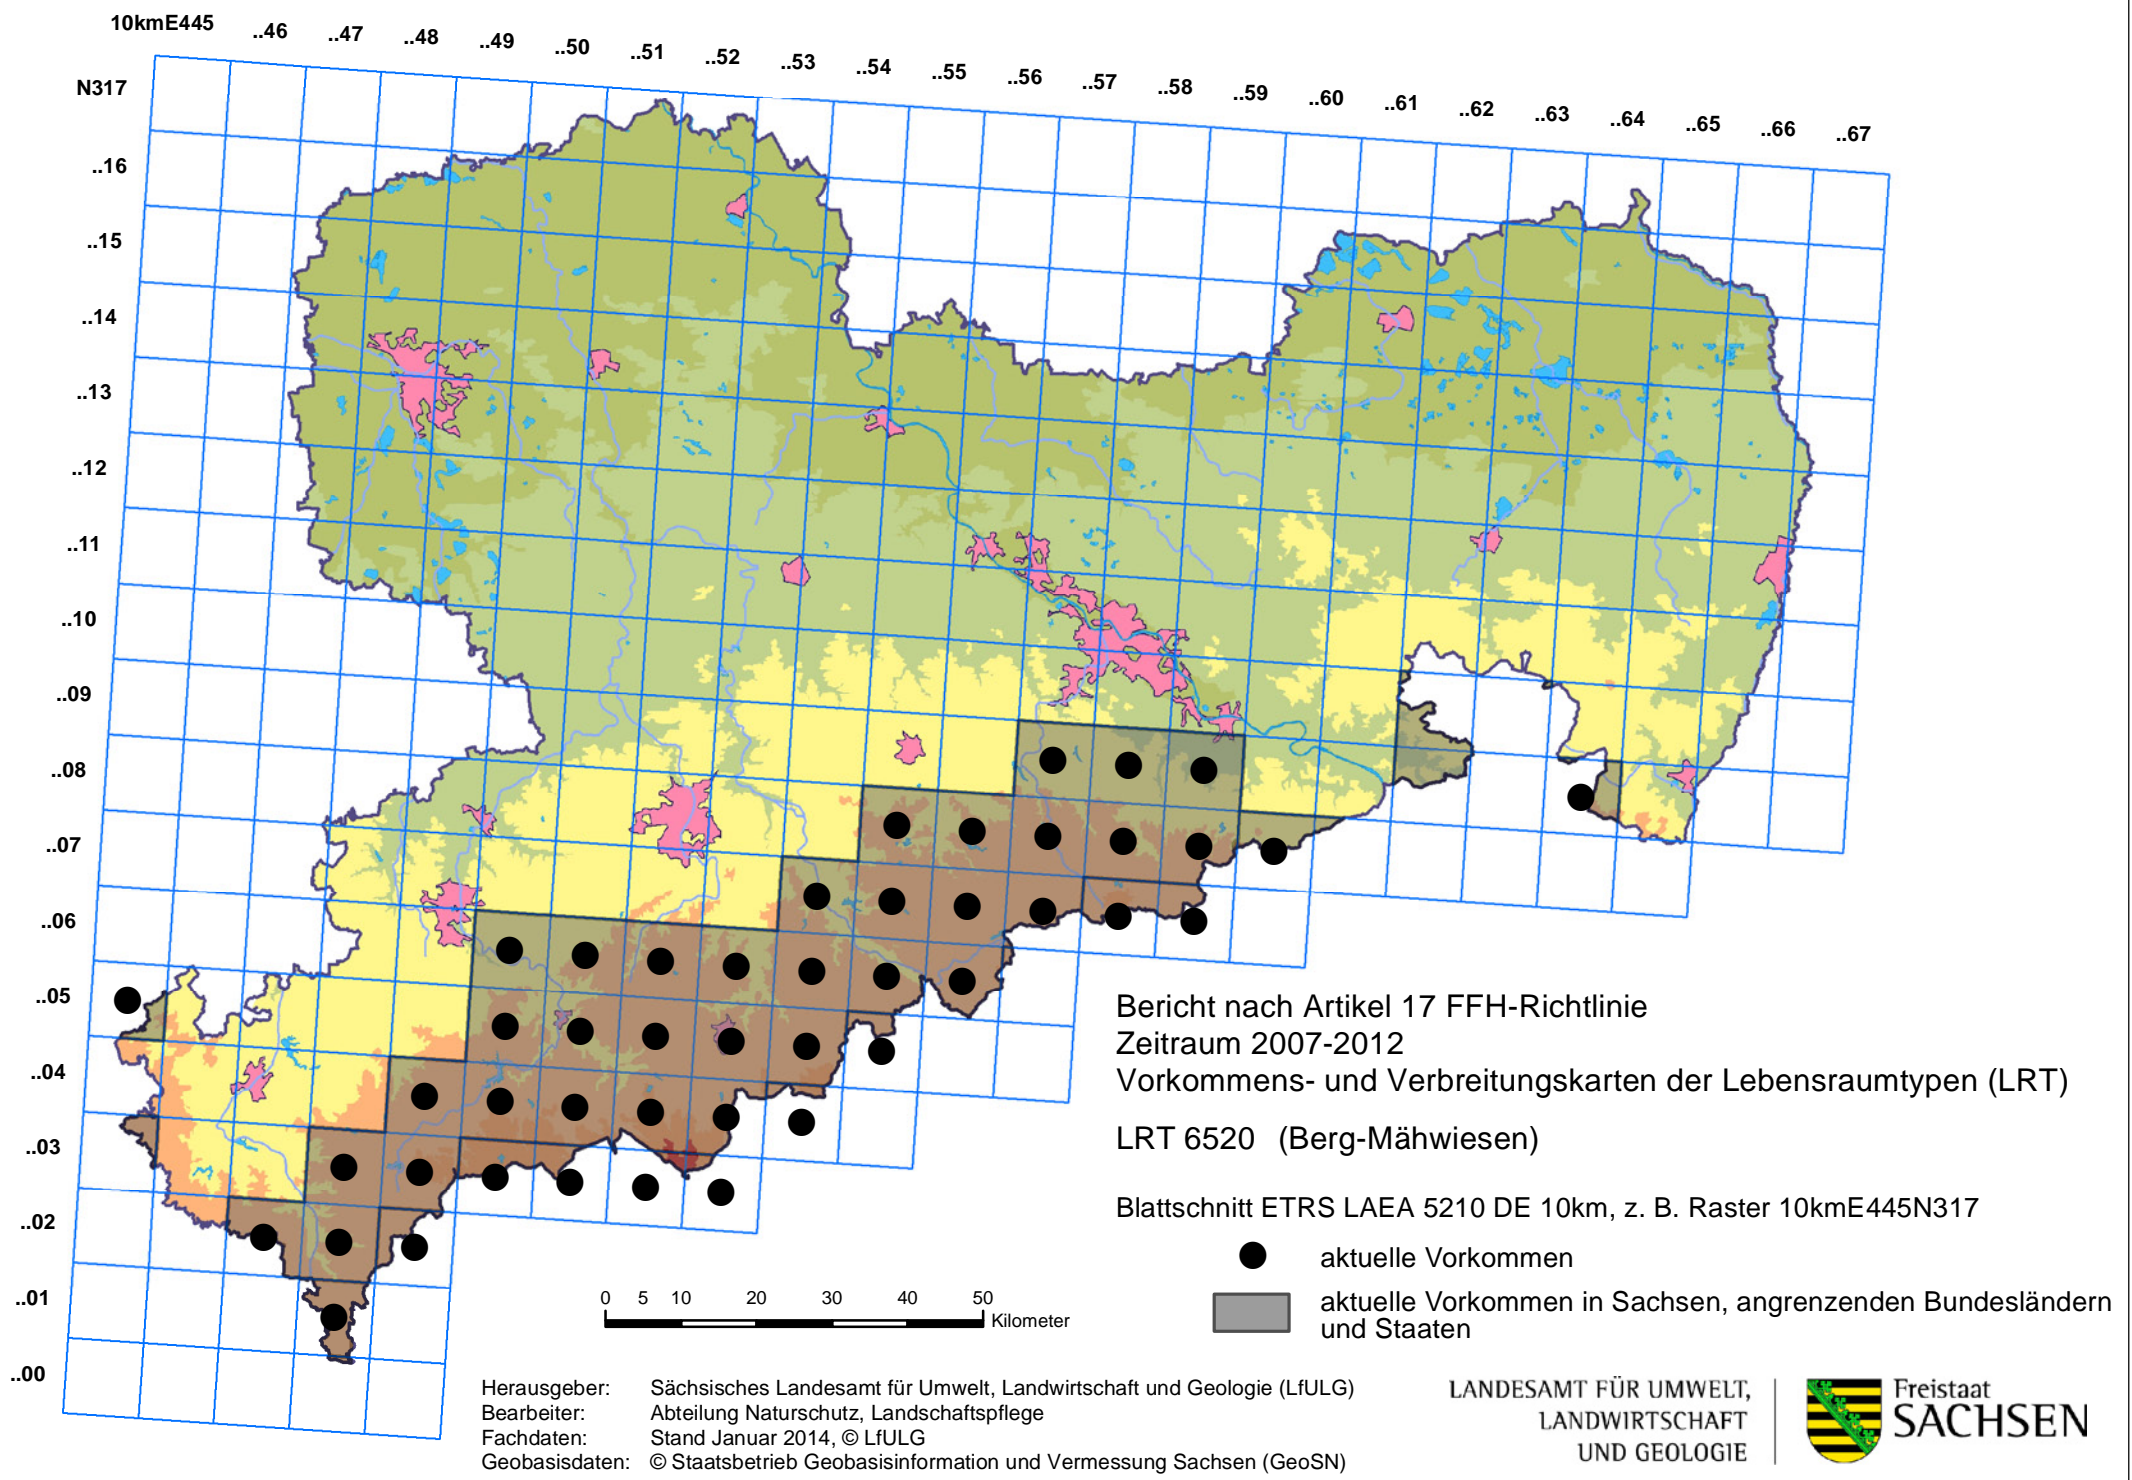 10kmE445 ..46 ..47 ..48 ..49 ..50 ..51 ..52 ..53 ..54 ..55 ..56 ..57 ..58 ..59 ..60 ..61 ..62 ..63 ..64 ..65 ..66 ..67
N317
..16
..15
..14
..13
..12
..11
..10
..09
..08
..07
..06
..05
..04
..03
..02
..01
..00
Bericht nach Artikel 17 FFH-Richtlinie
Zeitraum 2007-2012
Vorkommens- und Verbreitungskarten der Lebensraumtypen (LRT)
LRT 6520 (Berg-Mähwiesen)
Blattschnitt ETRS LAEA 5210 DE 10km, z. B. Raster 10kmE445N317
aktuelle Vorkommen
aktuelle Vorkommen in Sachsen, angrenzenden Bundesländern
und Staaten
0 5 10 20 30 40 50
Kilometer
Herausgeber: Sächsisches Landesamt für Umwelt, Landwirtschaft und Geologie (LfULG)
Bearbeiter: Abteilung Naturschutz, Landschaftspflege
Fachdaten: Stand Januar 2014, © LfULG
Geobasisdaten: © Staatsbetrieb Geobasisinformation und Vermessung Sachsen (GeoSN)
LANDESAMT FÜR UMWELT,
LANDWIRTSCHAFT
UND GEOLOGIE
Freistaat
SACHSEN